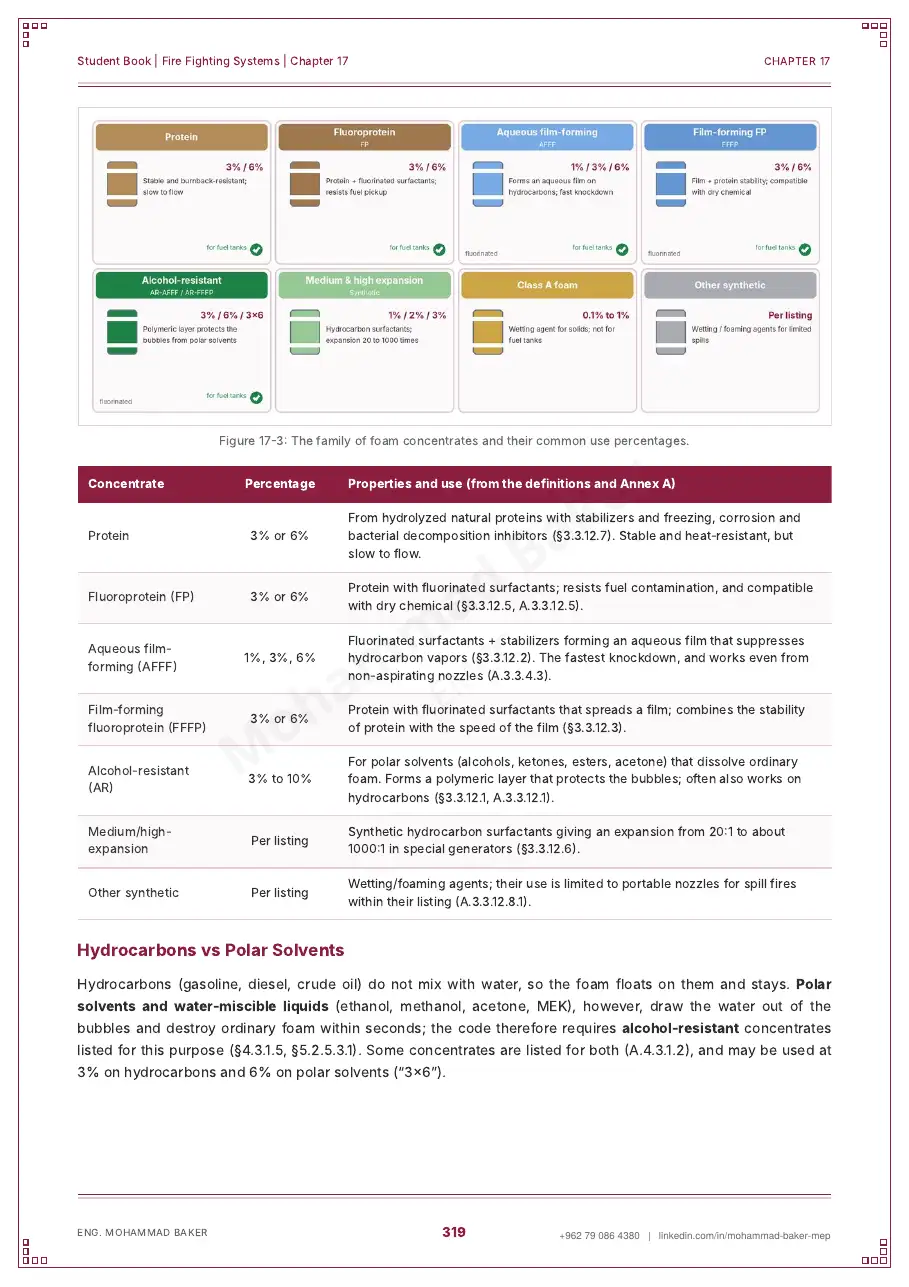 Student Book | Fire Fighting Systems | Chapter 17
CHAPTER 17
Protein
3% / 6%
Stable and burnback-resistant;
slow to flow
for fuel tanks
Fluoroprotein
FP
3% / 6%
Protein + fluorinated surfactants;
resists fuel pickup
for fuel tanks
Aqueous film-forming
AFFF
1% / 3% / 6%
Forms an aqueous film on
hydrocarbons; fast knockdown
fluorinated
for fuel tanks
Film-forming FP
FFFP
3% / 6%
Film + protein stability; compatible
with dry chemical
fluorinated
for fuel tanks
Alcohol-resistant
AR-AFFF / AR-FFFP
3% / 6% / 3×6
Polymeric layer protects the
bubbles from polar solvents
fluorinated
for fuel tanks
Medium & high expansion
Synthetic
1% / 2% / 3%
Hydrocarbon surfactants;
expansion 20 to 1000 times
Class A foam
0.1% to 1%
Wetting agent for solids; not for
fuel tanks
Other synthetic
Per listing
Wetting / foaming agents for limited
spills
Figure 17-3: The family of foam concentrates and their common use percentages.
Concentrate Percentage Properties and use (from the definitions and Annex A)
Protein
3% or 6%
From hydrolyzed natural proteins with stabilizers and freezing, corrosion and
bacterial decomposition inhibitors (§3.3.12.7). Stable and heat-resistant, but
slow to flow.
Fluoroprotein (FP)
3% or 6%
Protein with fluorinated surfactants; resists fuel contamination, and compatible
with dry chemical (§3.3.12.5, A.3.3.12.5).
Aqueous film-
forming (AFFF)
1%, 3%, 6%
Fluorinated surfactants + stabilizers forming an aqueous film that suppresses
hydrocarbon vapors (§3.3.12.2). The fastest knockdown, and works even from
non-aspirating nozzles (A.3.3.4.3).
Film-forming
fluoroprotein (FFFP)
3% or 6%
Protein with fluorinated surfactants that spreads a film; combines the stability
of protein with the speed of the film (§3.3.12.3).
Alcohol-resistant
(AR)
3% to 10%
For polar solvents (alcohols, ketones, esters, acetone) that dissolve ordinary
foam. Forms a polymeric layer that protects the bubbles; often also works on
hydrocarbons (§3.3.12.1, A.3.3.12.1).
Medium/high-
expansion
Per listing
Synthetic hydrocarbon surfactants giving an expansion from 20:1 to about
1000:1 in special generators (§3.3.12.6).
Other synthetic
Per listing
Wetting/foaming agents; their use is limited to portable nozzles for spill fires
within their listing (A.3.3.12.8.1).
Hydrocarbons vs Polar Solvents
Hydrocarbons (gasoline, diesel, crude oil) do not mix with water, so the foam floats on them and stays. Polar
solvents and water-miscible liquids (ethanol, methanol, acetone, MEK), however, draw the water out of the
bubbles and destroy ordinary foam within seconds; the code therefore requires alcohol-resistant concentrates
listed for this purpose (§4.3.1.5, §5.2.5.3.1). Some concentrates are listed for both (A.4.3.1.2), and may be used at
3% on hydrocarbons and 6% on polar solvents (“3×6”).
ENG. MOHAMMAD BAKER
319
+962 79 086 4380 | linkedin.com/in/mohammad-baker-mep